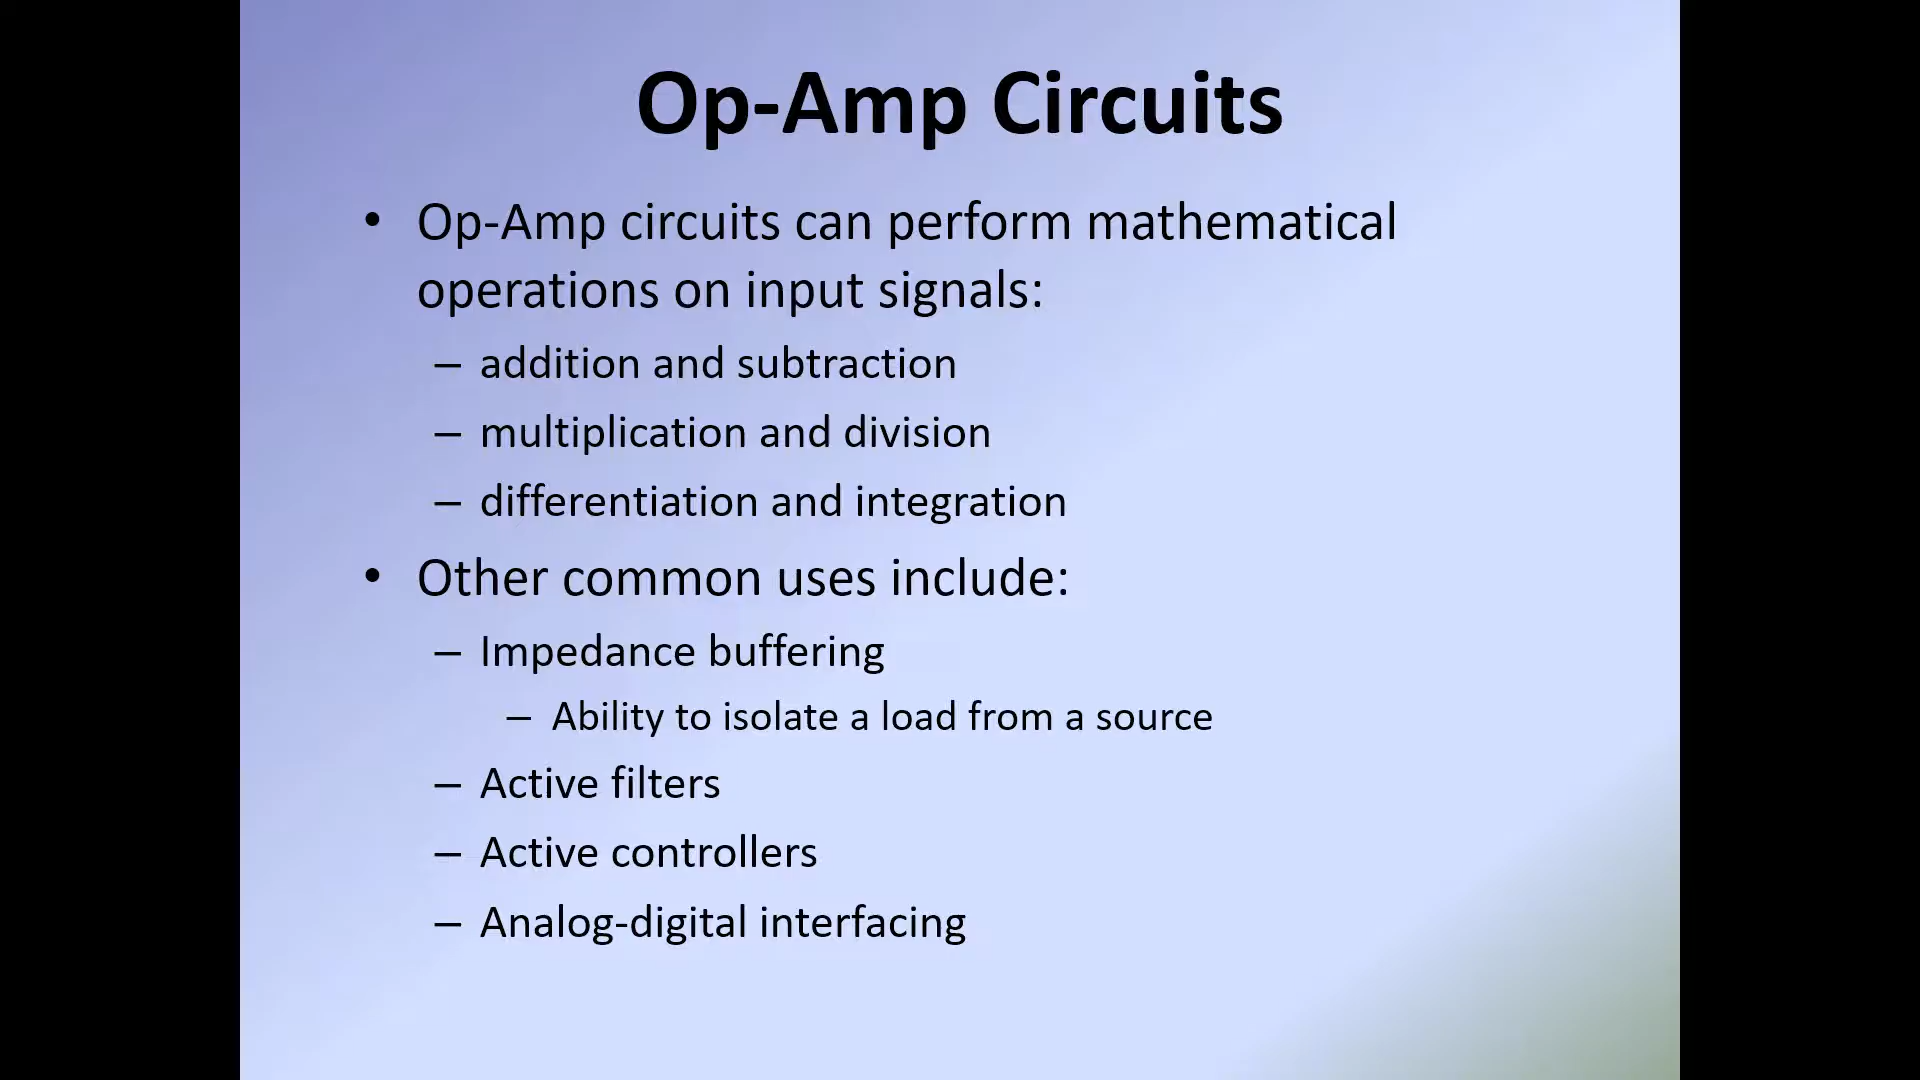 Op-Amp Circuits
• Op-Amp circuits can perform mathematical
operations on input signals:
– addition and subtraction
– multiplication and division
– differentiation and integration
• Other common uses include:
– Impedance buffering
– Ability to isolate a load from a source
– Active filters
– Active controllers
– Analog-digital interfacing